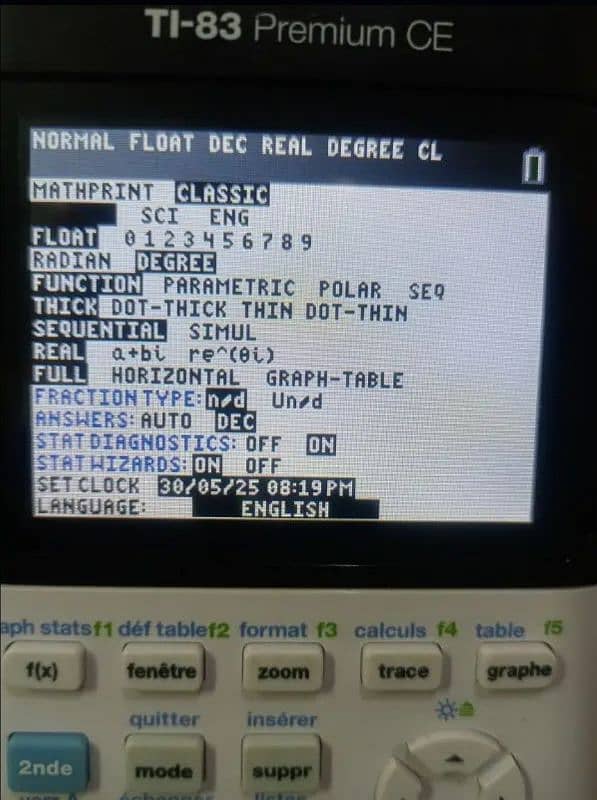 TI-83 Premium CE
NORMAL FLOAT DEC REAL DEGREE CL
MATHPRINT CLASSIC
SCI ENG
FLOAT 0 1 2 3 4 5 6 7 8 9
RADIAN DEGREE
FUNCTION PARAMETRIC POLAR SEQ
THICK DOT-THICK THIN DOT-THIN
SEQUENTIAL SIMUL
REAL a+bi re^(θi)
FULL HORIZONTAL GRAPH-TABLE
FRACTION TYPE: n/d Un/d
ANSWERS: AUTO DEC
STAT DIAGNOSTICS: OFF ON
STAT WIZARDS: ON OFF
SET CLOCK 30/05/25 08:19 PM
LANGUAGE: ENGLISH
aph stats f1 déf table f2 format f3 calculs f4 table f5
f(x) fenêtre zoom trace graphe
quitter insérer
2nde mode suppr